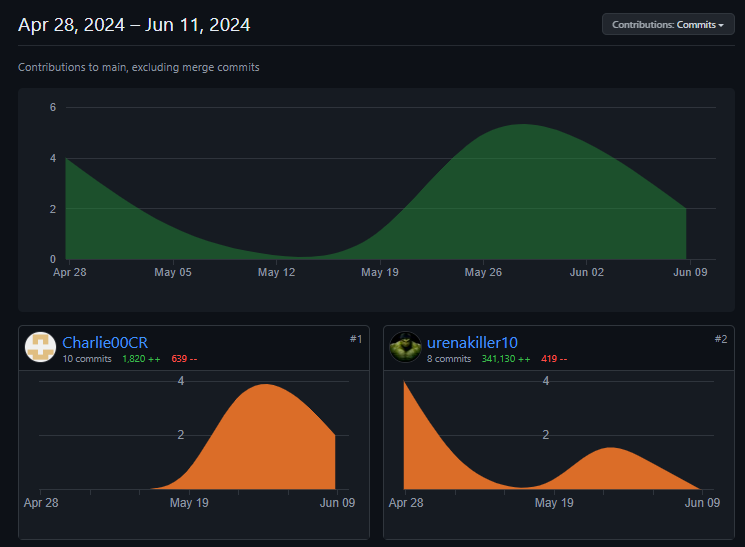 Apr 28, 2024 – Jun 11, 2024
Contributions: Commits
Contributions to main, excluding merge commits
6
4
2
0
Apr 28 May 05 May 12 May 19 May 26 Jun 02 Jun 09
Charlie00CR #1
10 commits 1,820 ++ 639 --
4
2
Apr 28 May 19 Jun 09
urenakiller10 #2
8 commits 341,130 ++ 419 --
4
2
Apr 28 May 19 Jun 09